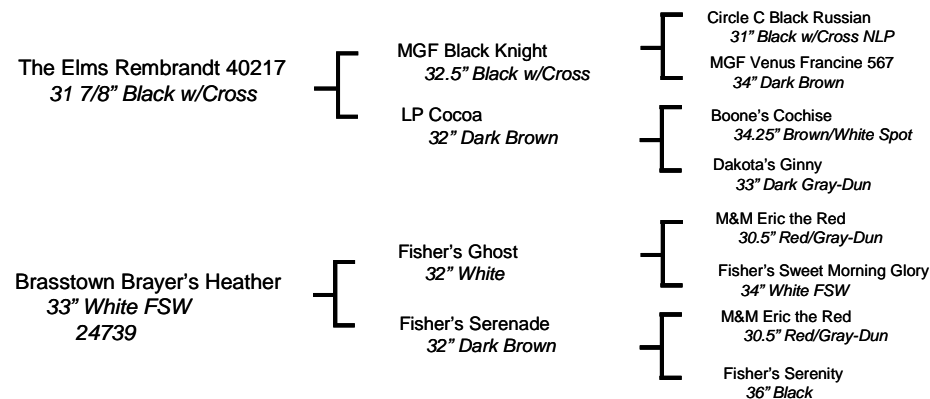 The Elms Rembrandt 40217
31 7/8” Black w/Cross
MGF Black Knight
32.5” Black w/Cross
LP Cocoa
32” Dark Brown
Circle C Black Russian
31” Black w/Cross NLP
MGF Venus Francine 567
34” Dark Brown
Boone’s Cochise
34.25” Brown/White Spot
Dakota’s Ginny
33” Dark Gray-Dun
Brasstown Brayer’s Heather
33” White FSW
24739
Fisher’s Ghost
32” White
Fisher’s Serenade
32” Dark Brown
M&M Eric the Red
30.5” Red/Gray-Dun
Fisher’s Sweet Morning Glory
34” White FSW
M&M Eric the Red
30.5” Red/Gray-Dun
Fisher’s Serenity
36” Black